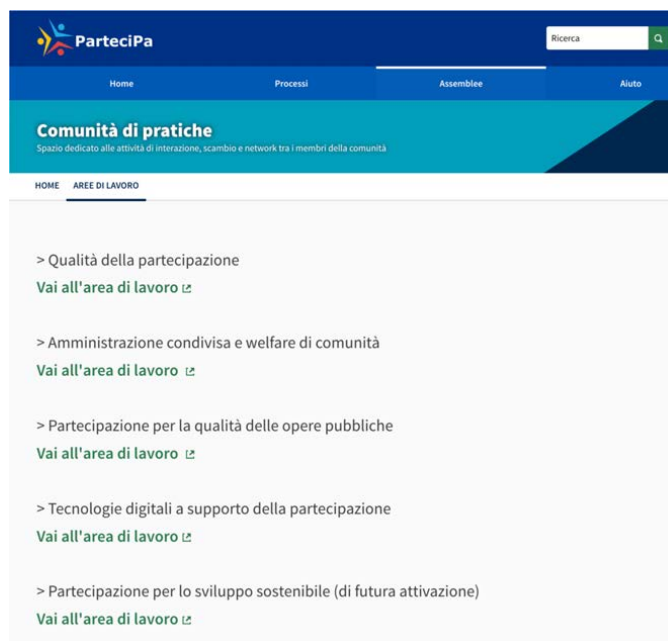 ParteciPa
Ricerca
Home Processi Assemblee Aiuto
Comunità di pratiche
Spazio dedicato alle attività di interazione, scambio e network tra i membri della comunità
HOME AREE DI LAVORO
> Qualità della partecipazione
Vai all'area di lavoro
> Amministrazione condivisa e welfare di comunità
Vai all'area di lavoro
> Partecipazione per la qualità delle opere pubbliche
Vai all'area di lavoro
> Tecnologie digitali a supporto della partecipazione
Vai all'area di lavoro
> Partecipazione per lo sviluppo sostenibile (di futura attivazione)
Vai all'area di lavoro